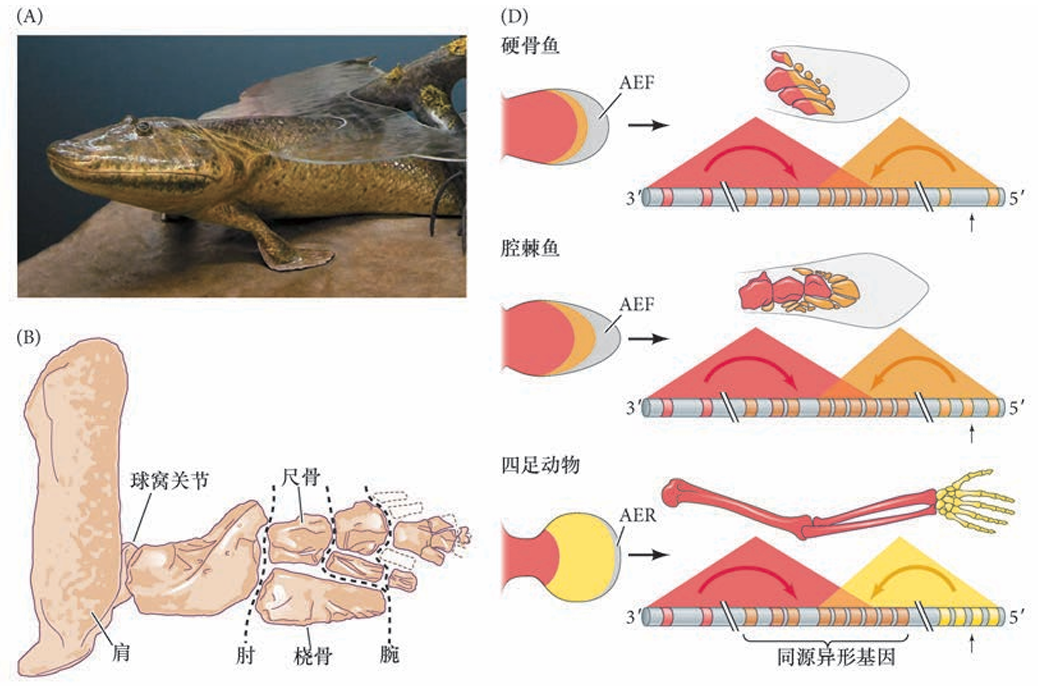 (A)
(B)
球窝关节
尺骨
肩
肘
桡骨
腕
(D)
硬骨鱼
AEF
3′
5′
腔棘鱼
AEF
3′
5′
四足动物
AER
3′
5′
同源异形基因